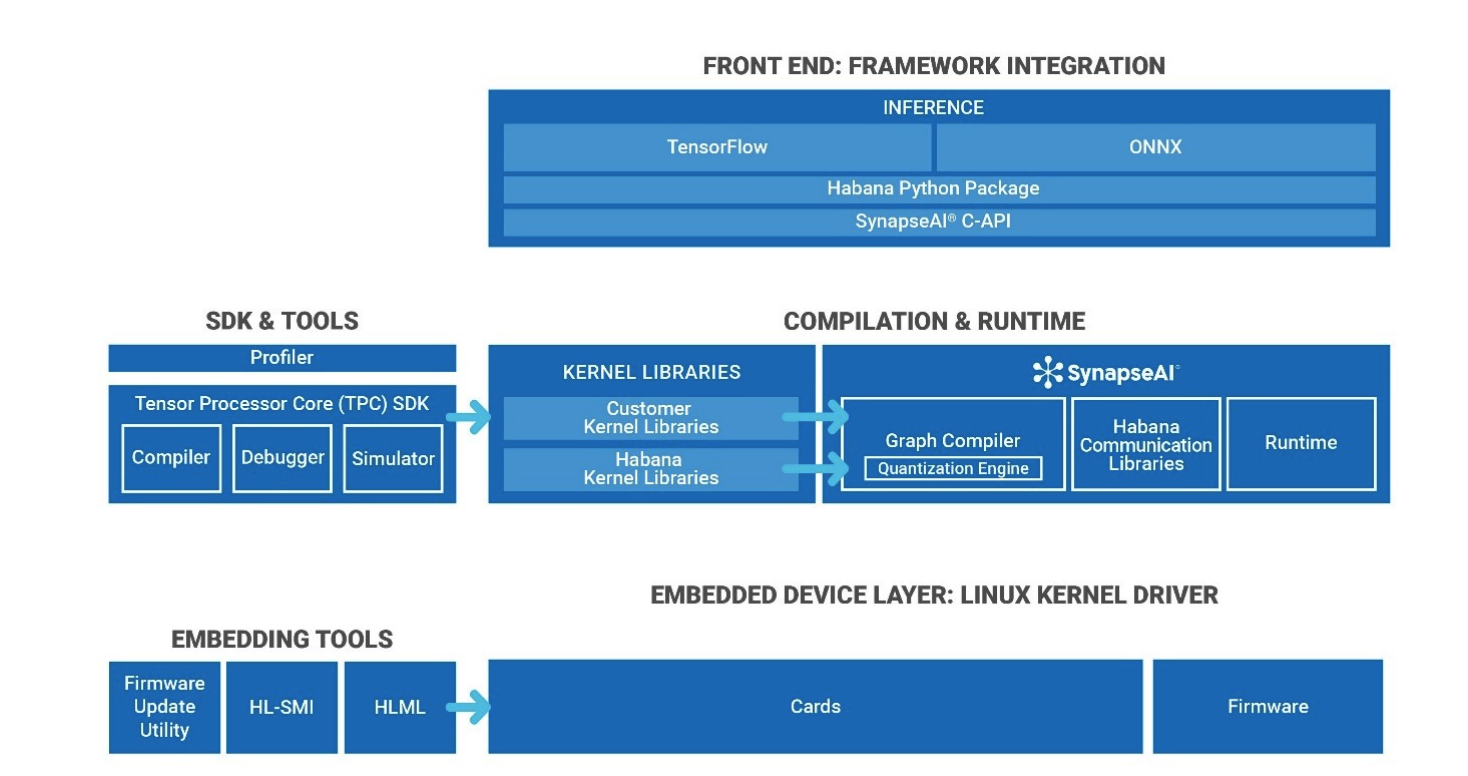 FRONT END: FRAMEWORK INTEGRATION
INFERENCE
TensorFlow
ONNX
Habana Python Package
SynapseAI® C-API
SDK & TOOLS
Profiler
Tensor Processor Core (TPC) SDK
Compiler
Debugger
Simulator
COMPILATION & RUNTIME
KERNEL LIBRARIES
Customer
Kernel Libraries
Habana
Kernel Libraries
SynapseAI®
Graph Compiler
Quantization Engine
Habana
Communication
Libraries
Runtime
EMBEDDING TOOLS
Firmware
Update
Utility
HL-SMI
HLML
EMBEDDED DEVICE LAYER: LINUX KERNEL DRIVER
Cards
Firmware